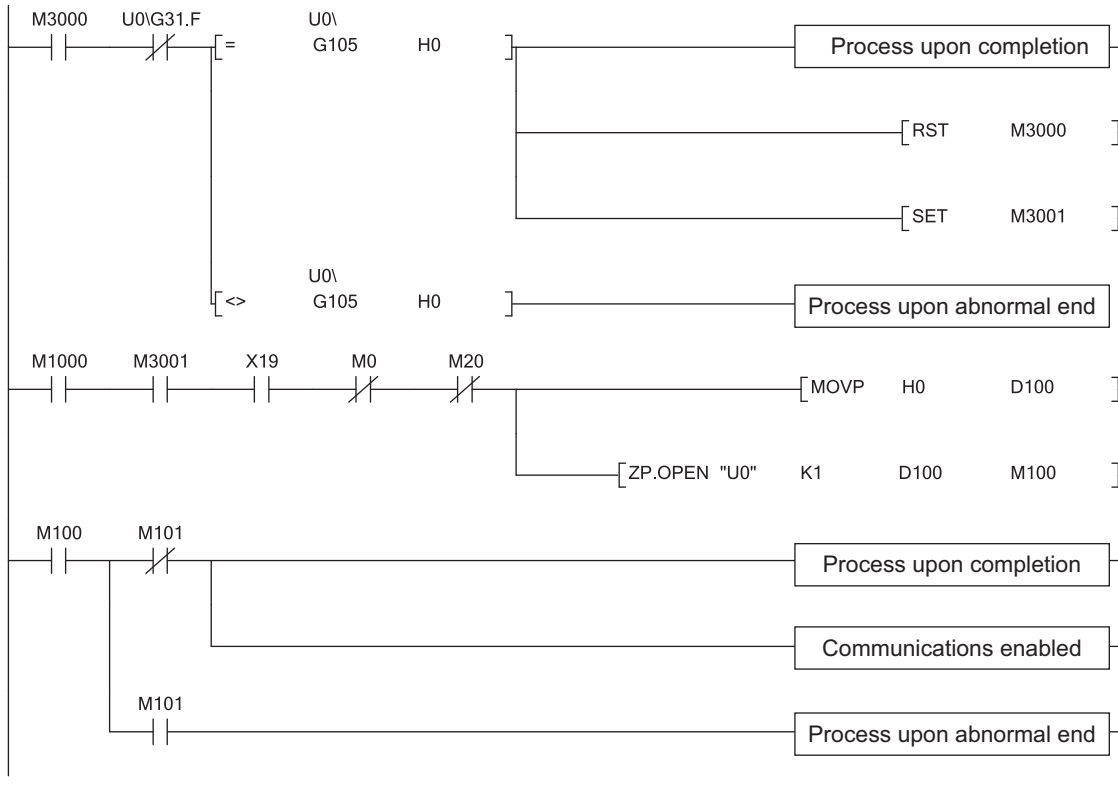 M3000 U0\G31.F U0\
= G105 H0 Process upon completion
RST M3000
SET M3001
U0\
<> G105 H0 Process upon abnormal end
M1000 M3001 X19 M0 M20
MOVP H0 D100
ZP.OPEN "U0" K1 D100 M100
M100 M101
Process upon completion
Communications enabled
M101
Process upon abnormal end